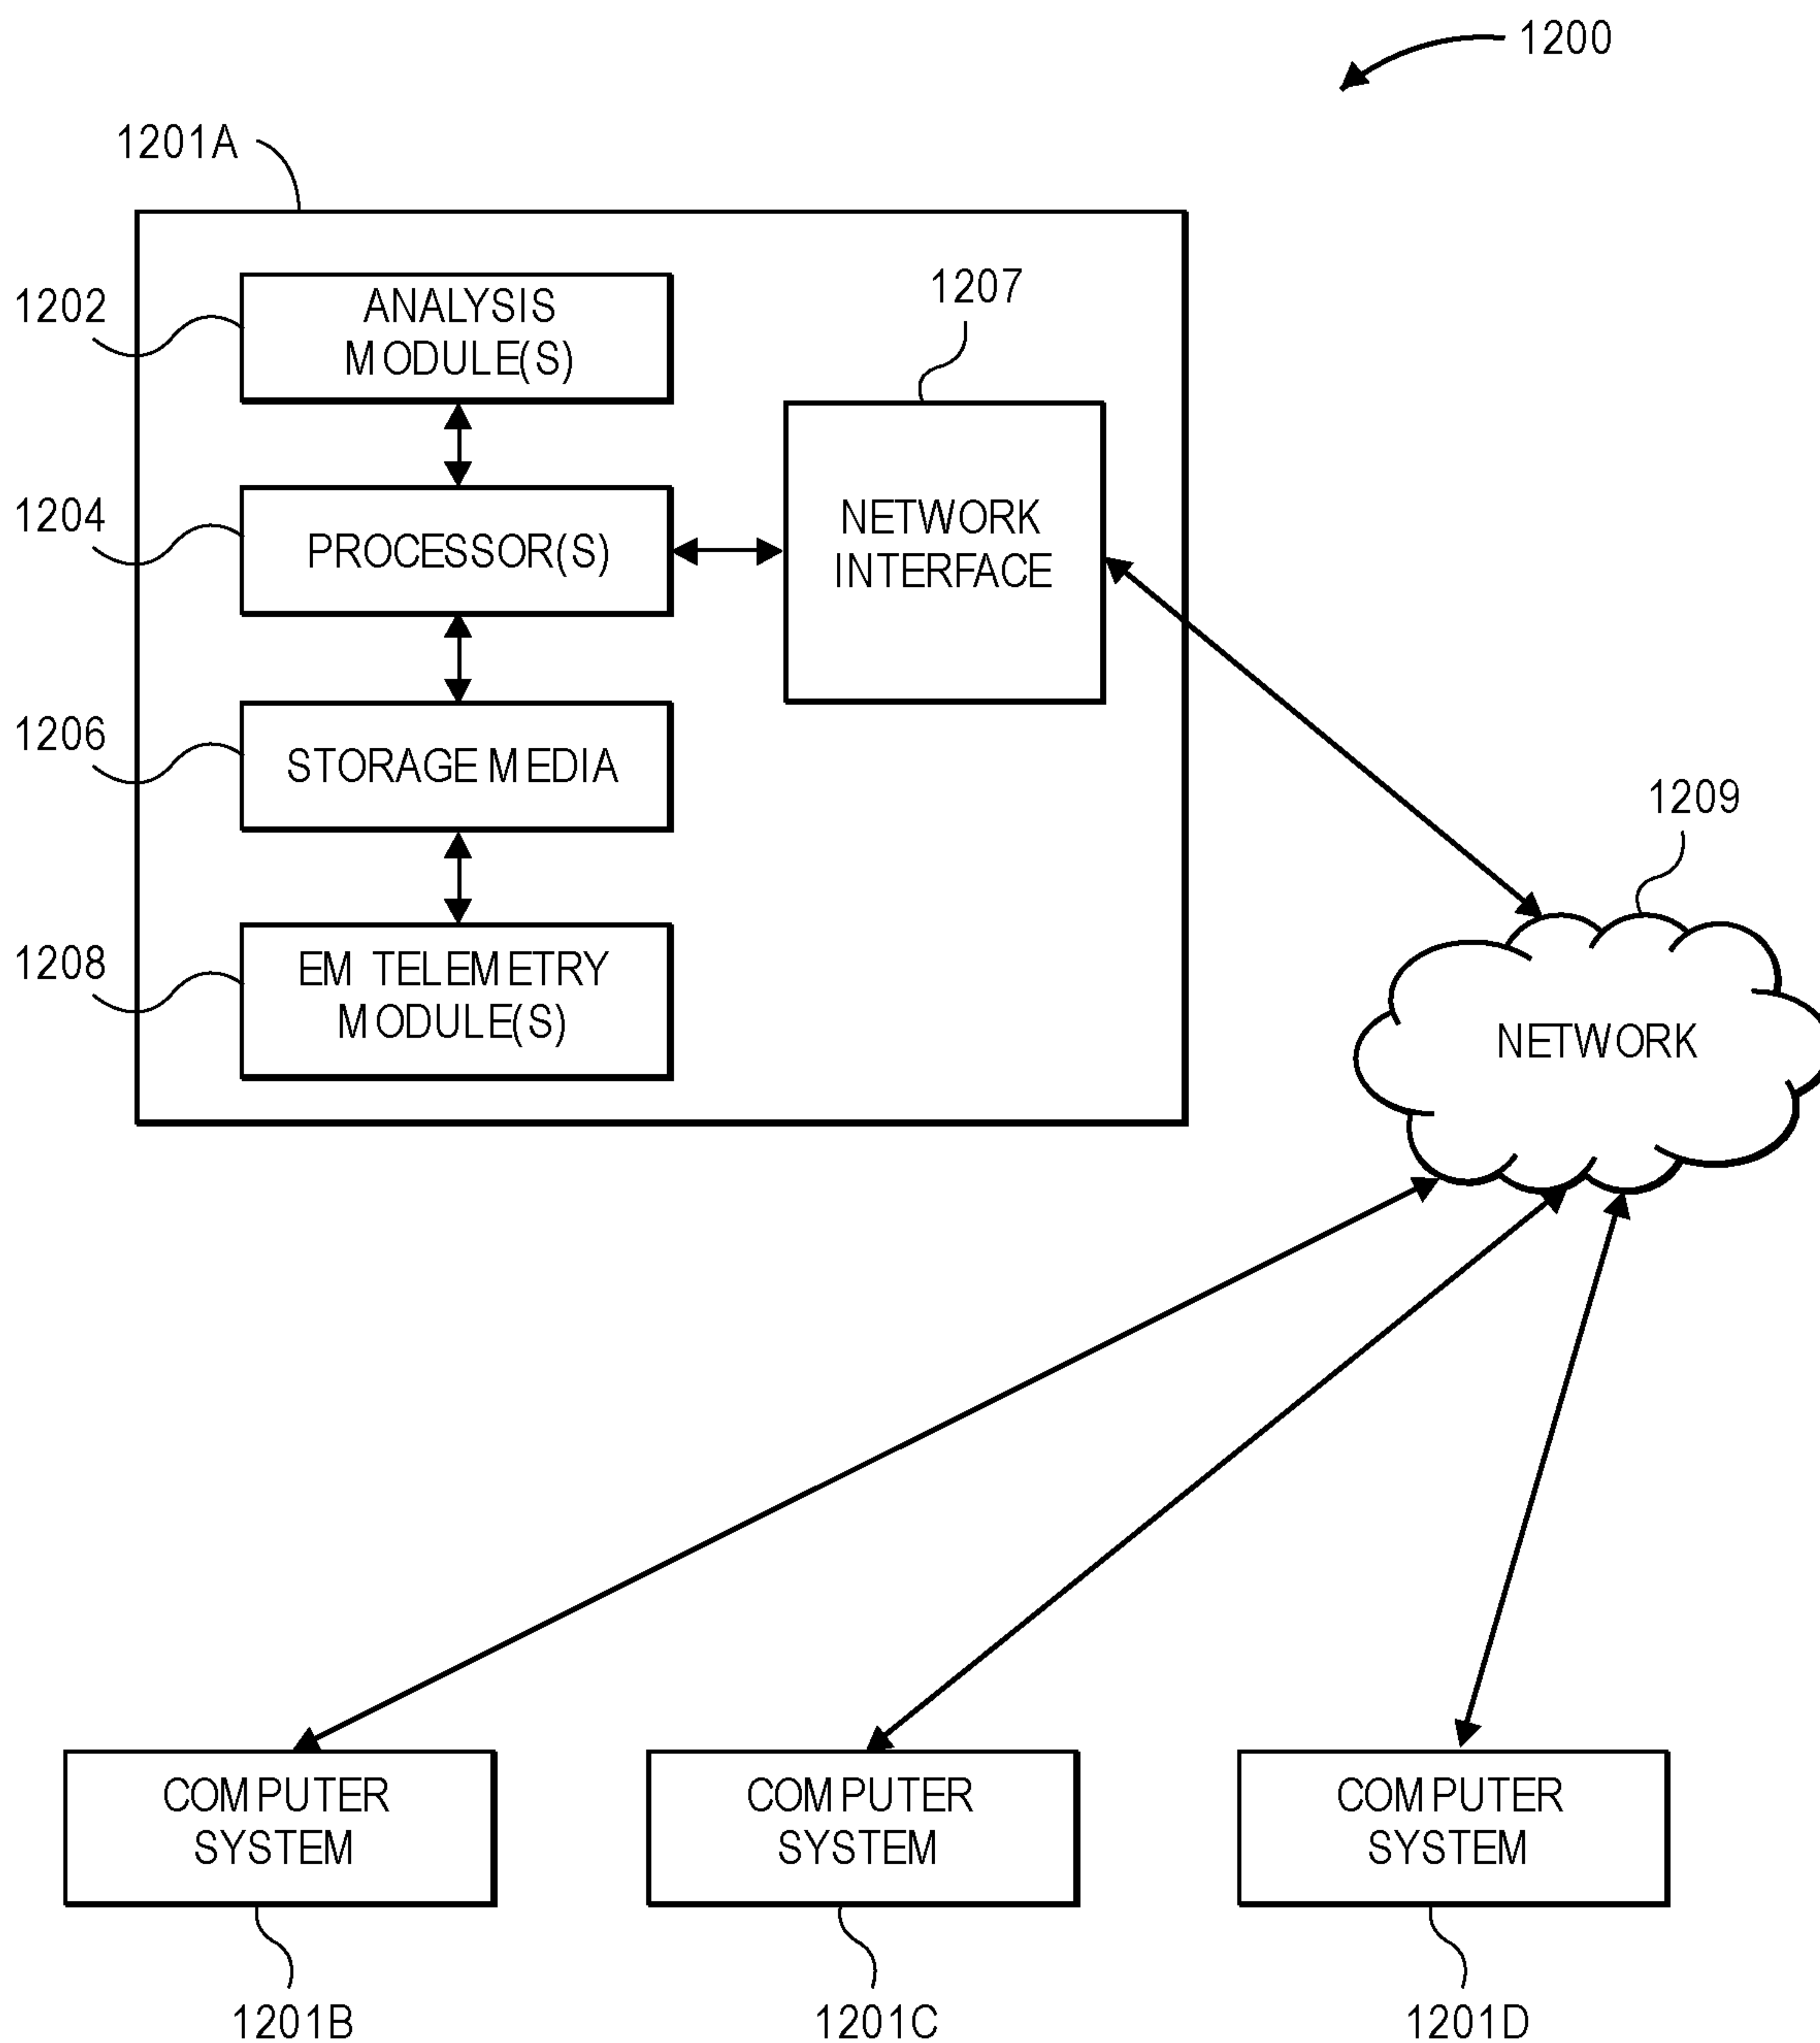 1200
1201A
1202
ANALYSIS
MODULE(S)
1207
1204
PROCESSOR(S)
NETWORK
INTERFACE
1206
STORAGE MEDIA
1209
1208
EM TELEMETRY
MODULE(S)
NETWORK
COMPUTER
SYSTEM
COMPUTER
SYSTEM
COMPUTER
SYSTEM
1201B
1201C
1201D